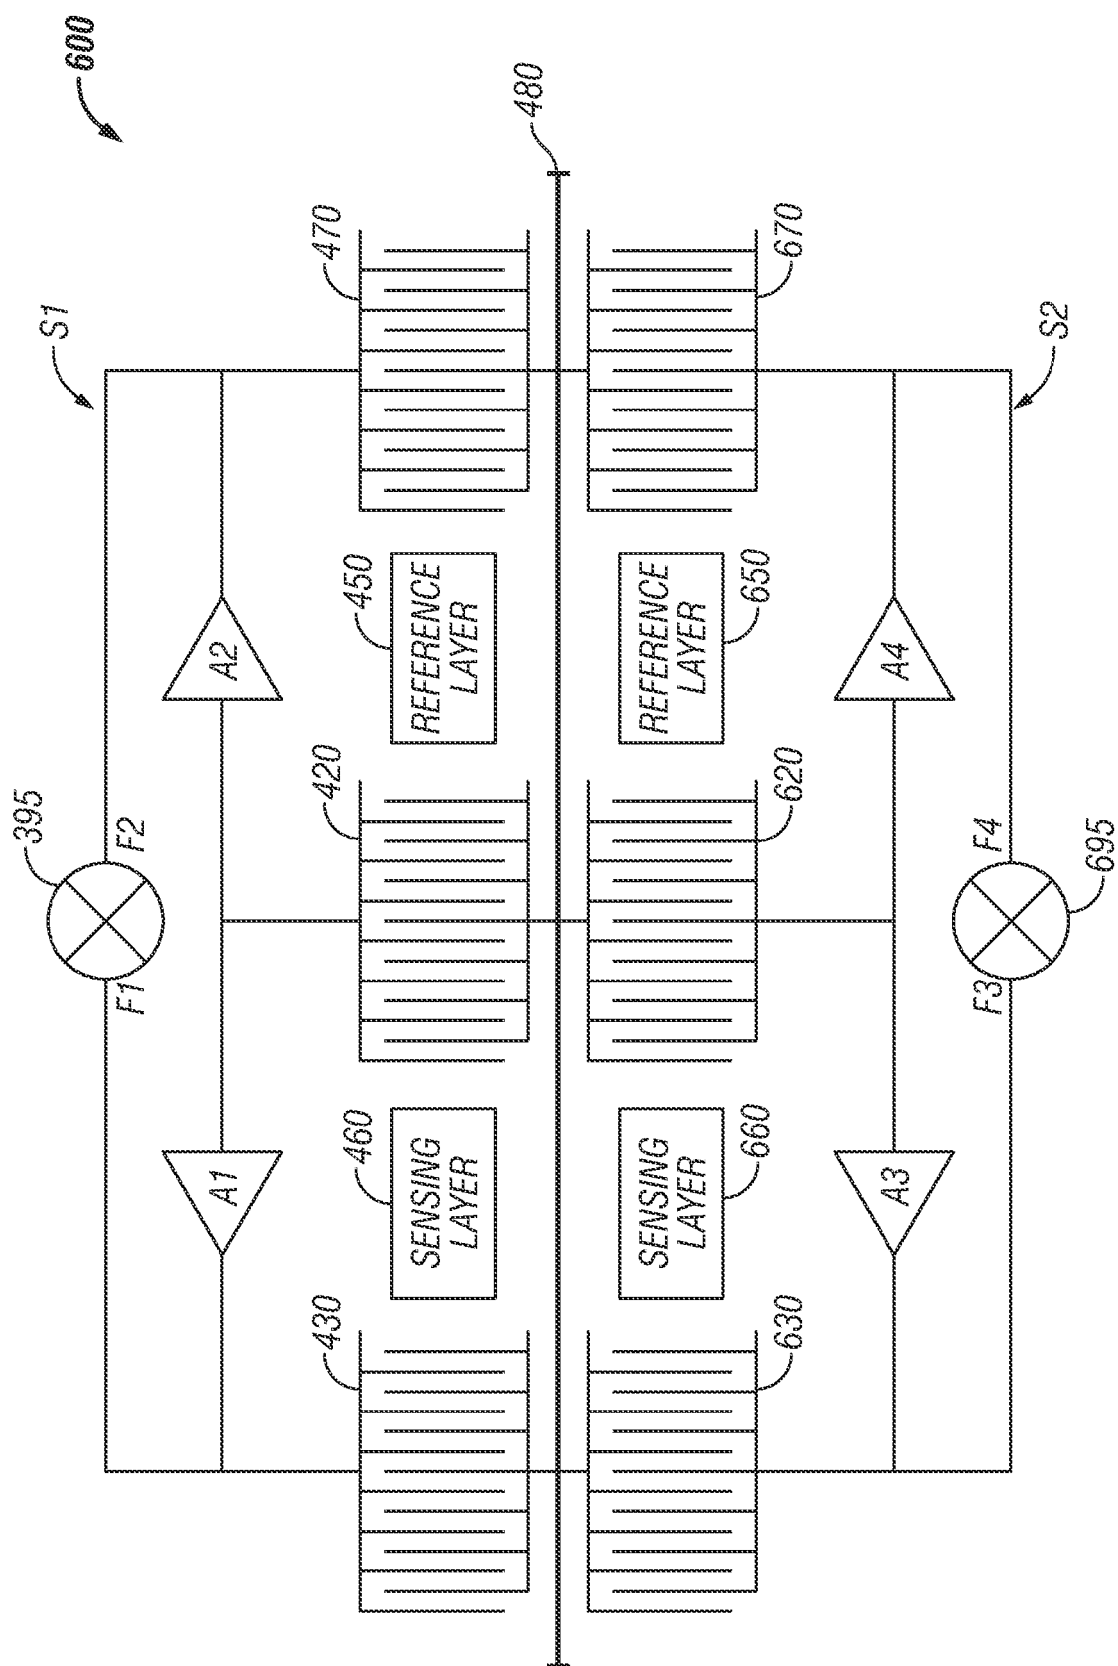 600
S1
395
F1
F2
A1
A2
430
460
420
450
470
SENSING
LAYER
REFERENCE
LAYER
480
SENSING
LAYER
REFERENCE
LAYER
630
660
620
650
670
A3
A4
F3
F4
695
S2